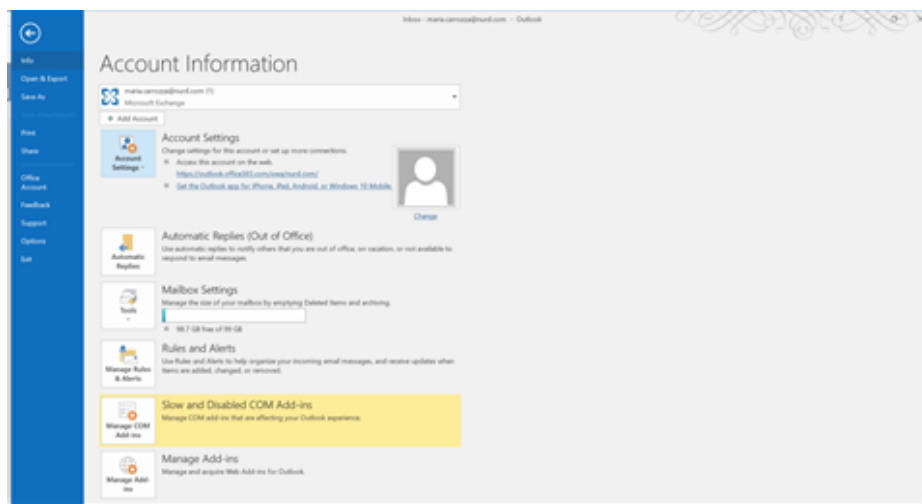 Inbox - maria.carrozza@nurd.com - Outlook
Info
Open & Export
Save As
Save Attachments
Print
Share
Office
Account
Feedback
Support
Options
Exit
Account Information
maria.carrozza@nurd.com (1)
Microsoft Exchange
+ Add Account
Account
Settings
Account Settings
Change settings for this account or set up more connections.
Access this account on the web.
https://outlook.office365.com/owa/nurd.com/
Get the Outlook app for iPhone, iPad, Android, or Windows 10 Mobile.
Change
Automatic
Replies
Automatic Replies (Out of Office)
Use automatic replies to notify others that you are out of office, on vacation, or not available to
respond to email messages.
Tools
Mailbox Settings
Manage the size of your mailbox by emptying Deleted Items and archiving.
98.7 GB free of 99 GB
Manage Rules
& Alerts
Rules and Alerts
Use Rules and Alerts to help organize your incoming email messages, and receive updates when
items are added, changed, or removed.
Manage COM
Add-ins
Slow and Disabled COM Add-ins
Manage COM add-ins that are affecting your Outlook experience.
Manage Add-
ins
Manage Add-ins
Manage and acquire Web Add-ins for Outlook.